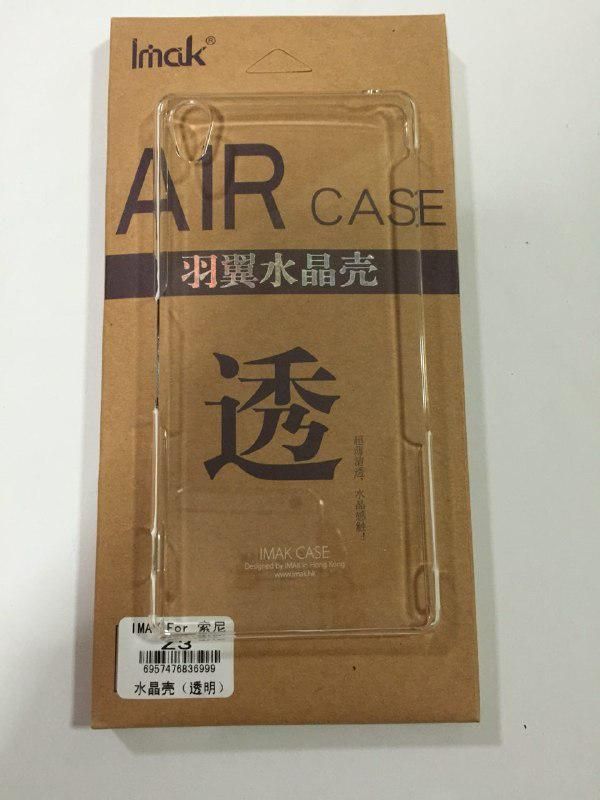 Imak®
AIR CASE
羽翼水晶壳
透
超薄清透，水晶感触！
IMAK CASE
Designed by IMAK in Hong Kong
www.imak.hk
IMAK For 索尼
Z3
6957476836999
水晶壳（透明）